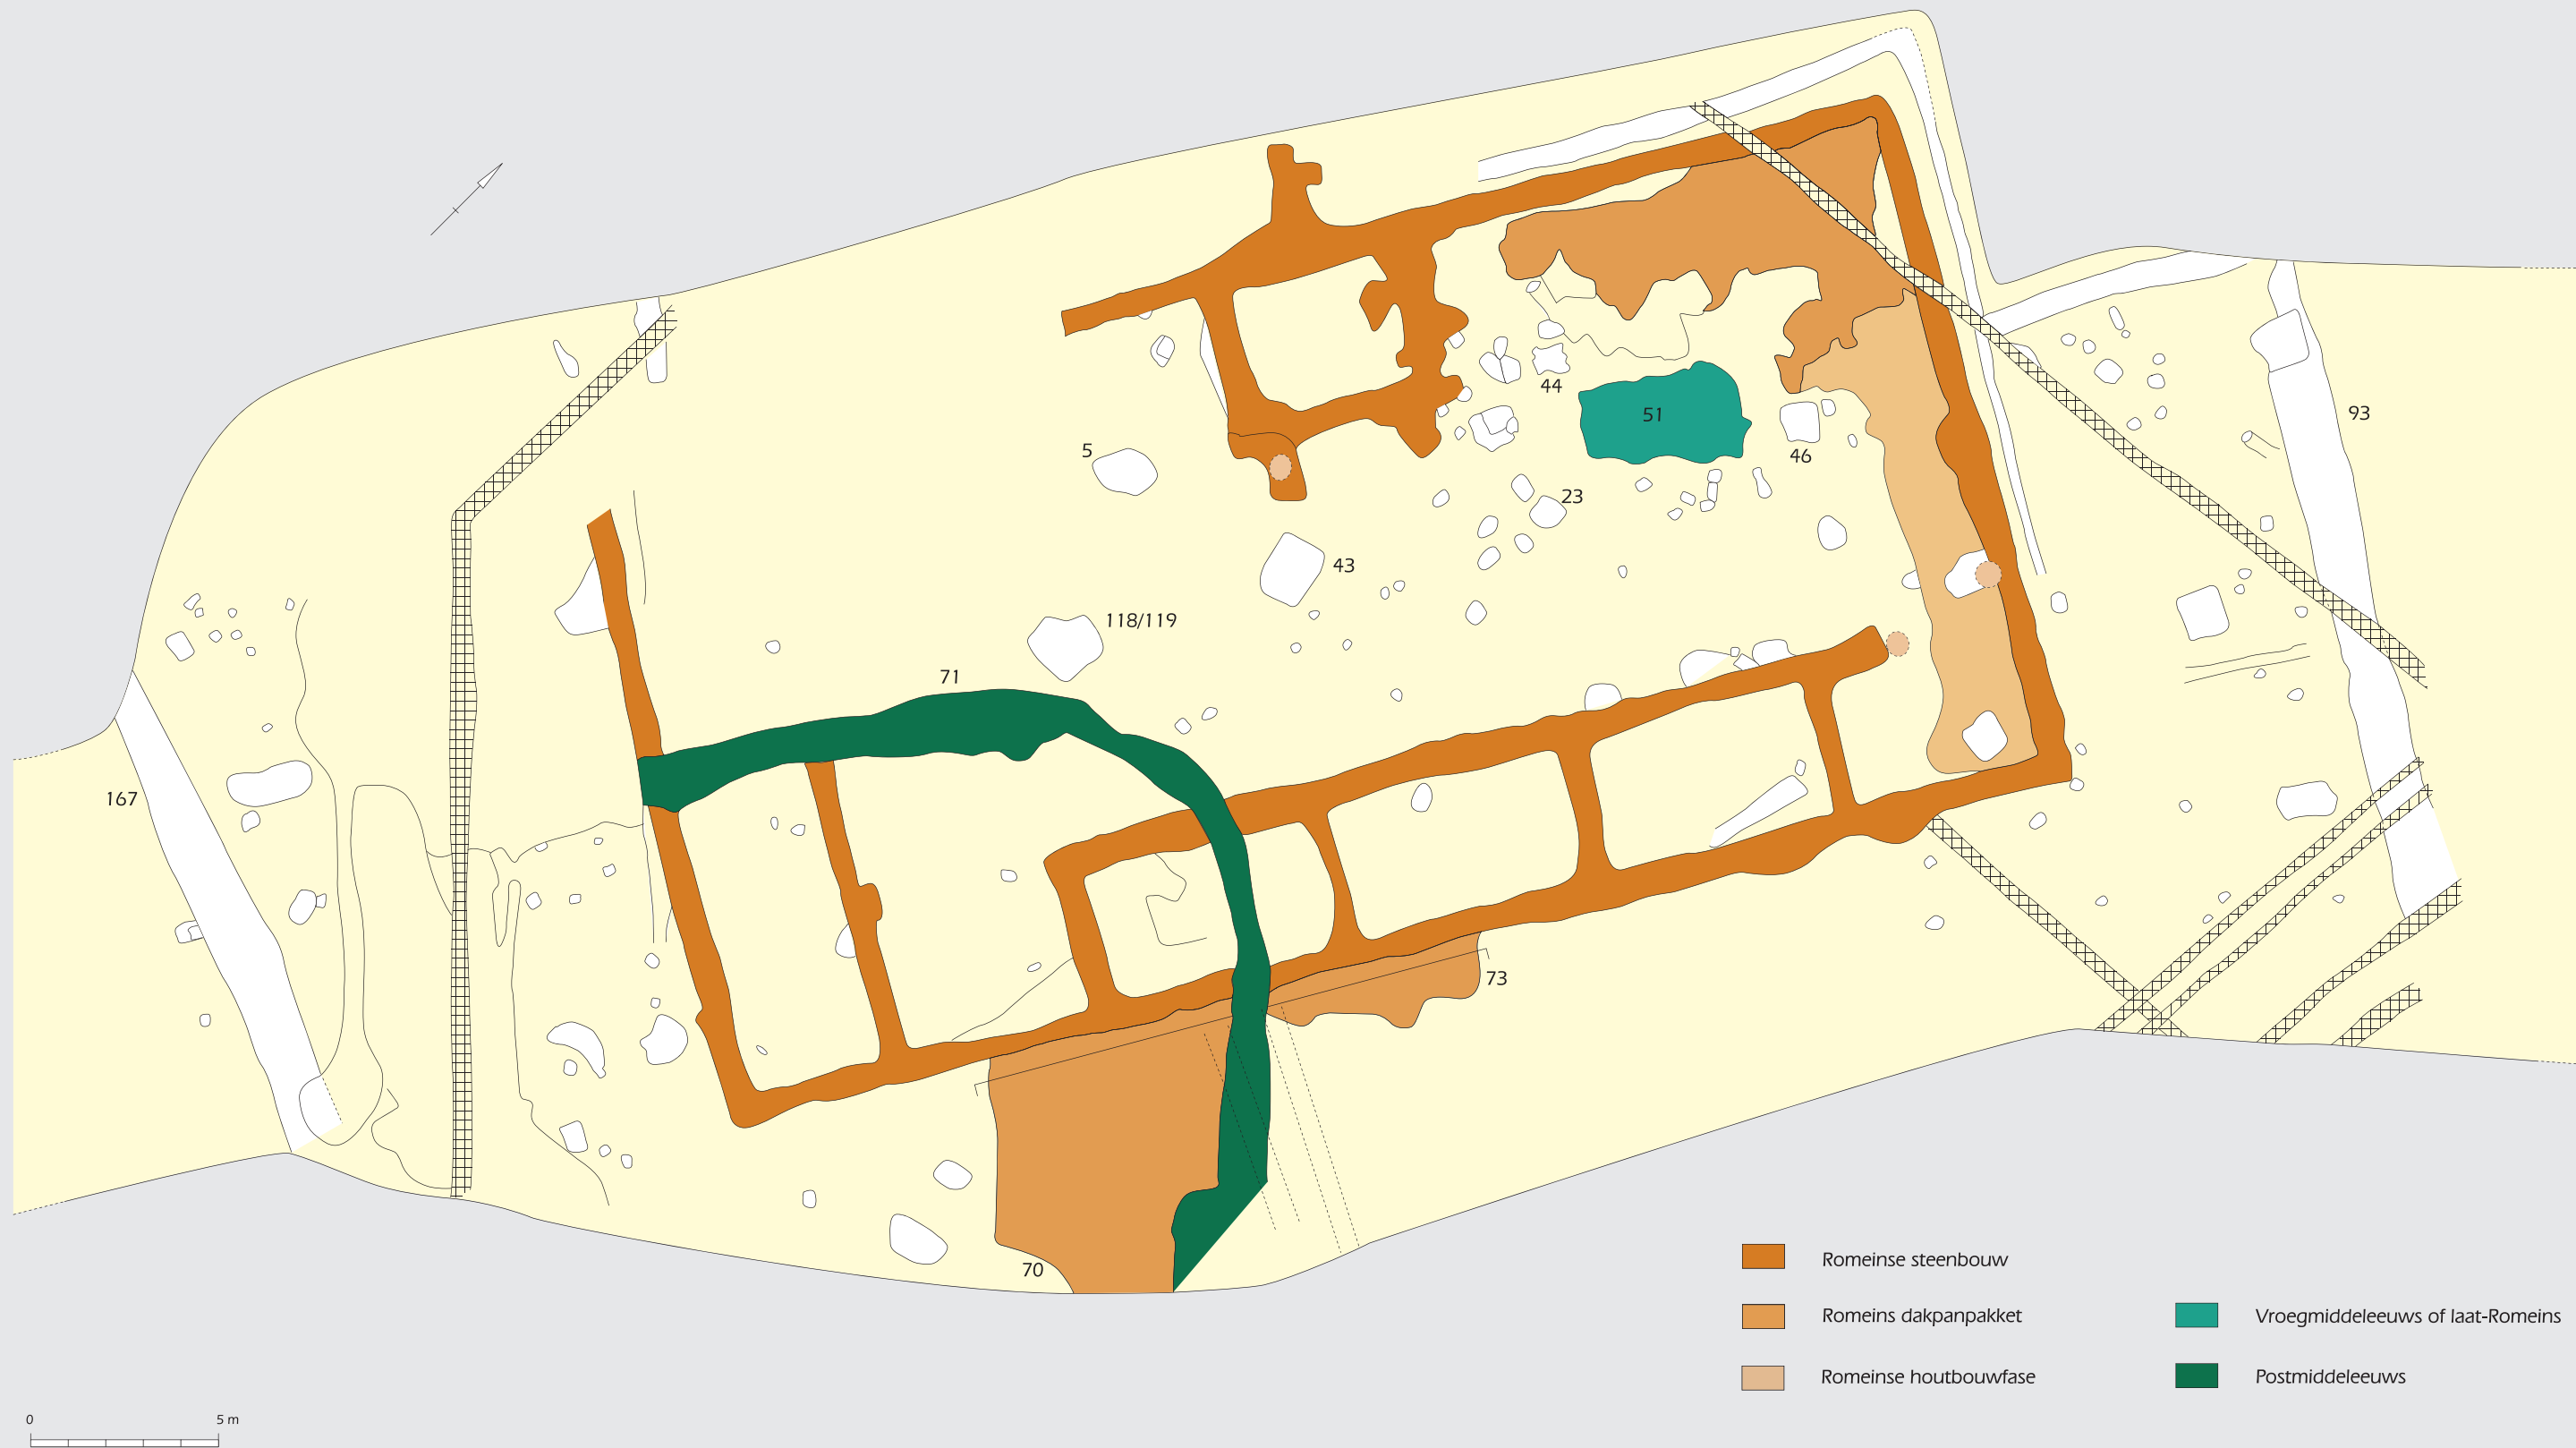 44
51
93
5
46
23
43
118/119
71
167
73
70
Romeinse steenbouw
Romeins dakpanpakket
Vroegmiddeleeuws of laat-Romeins
Romeinse houtbouwfase
Postmiddeleeuws
0 5 m